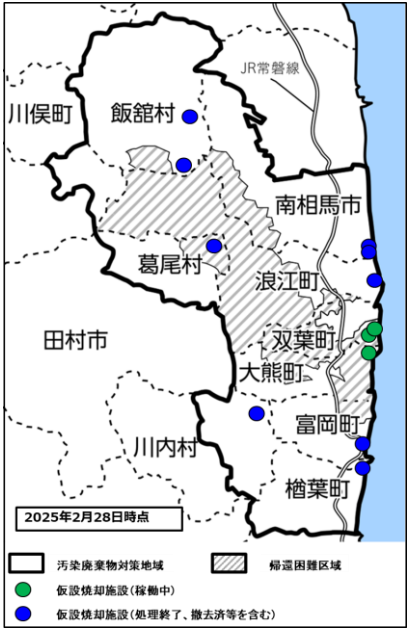 JR常磐線
川俣町
飯舘村
南相馬市
葛尾村
浪江町
双葉町
田村市
大熊町
富岡町
川内村
楢葉町
2025年2月28日時点
汚染廃棄物対策地域
帰還困難区域
仮設焼却施設(稼働中)
仮設焼却施設(処理終了、撤去済等を含む)